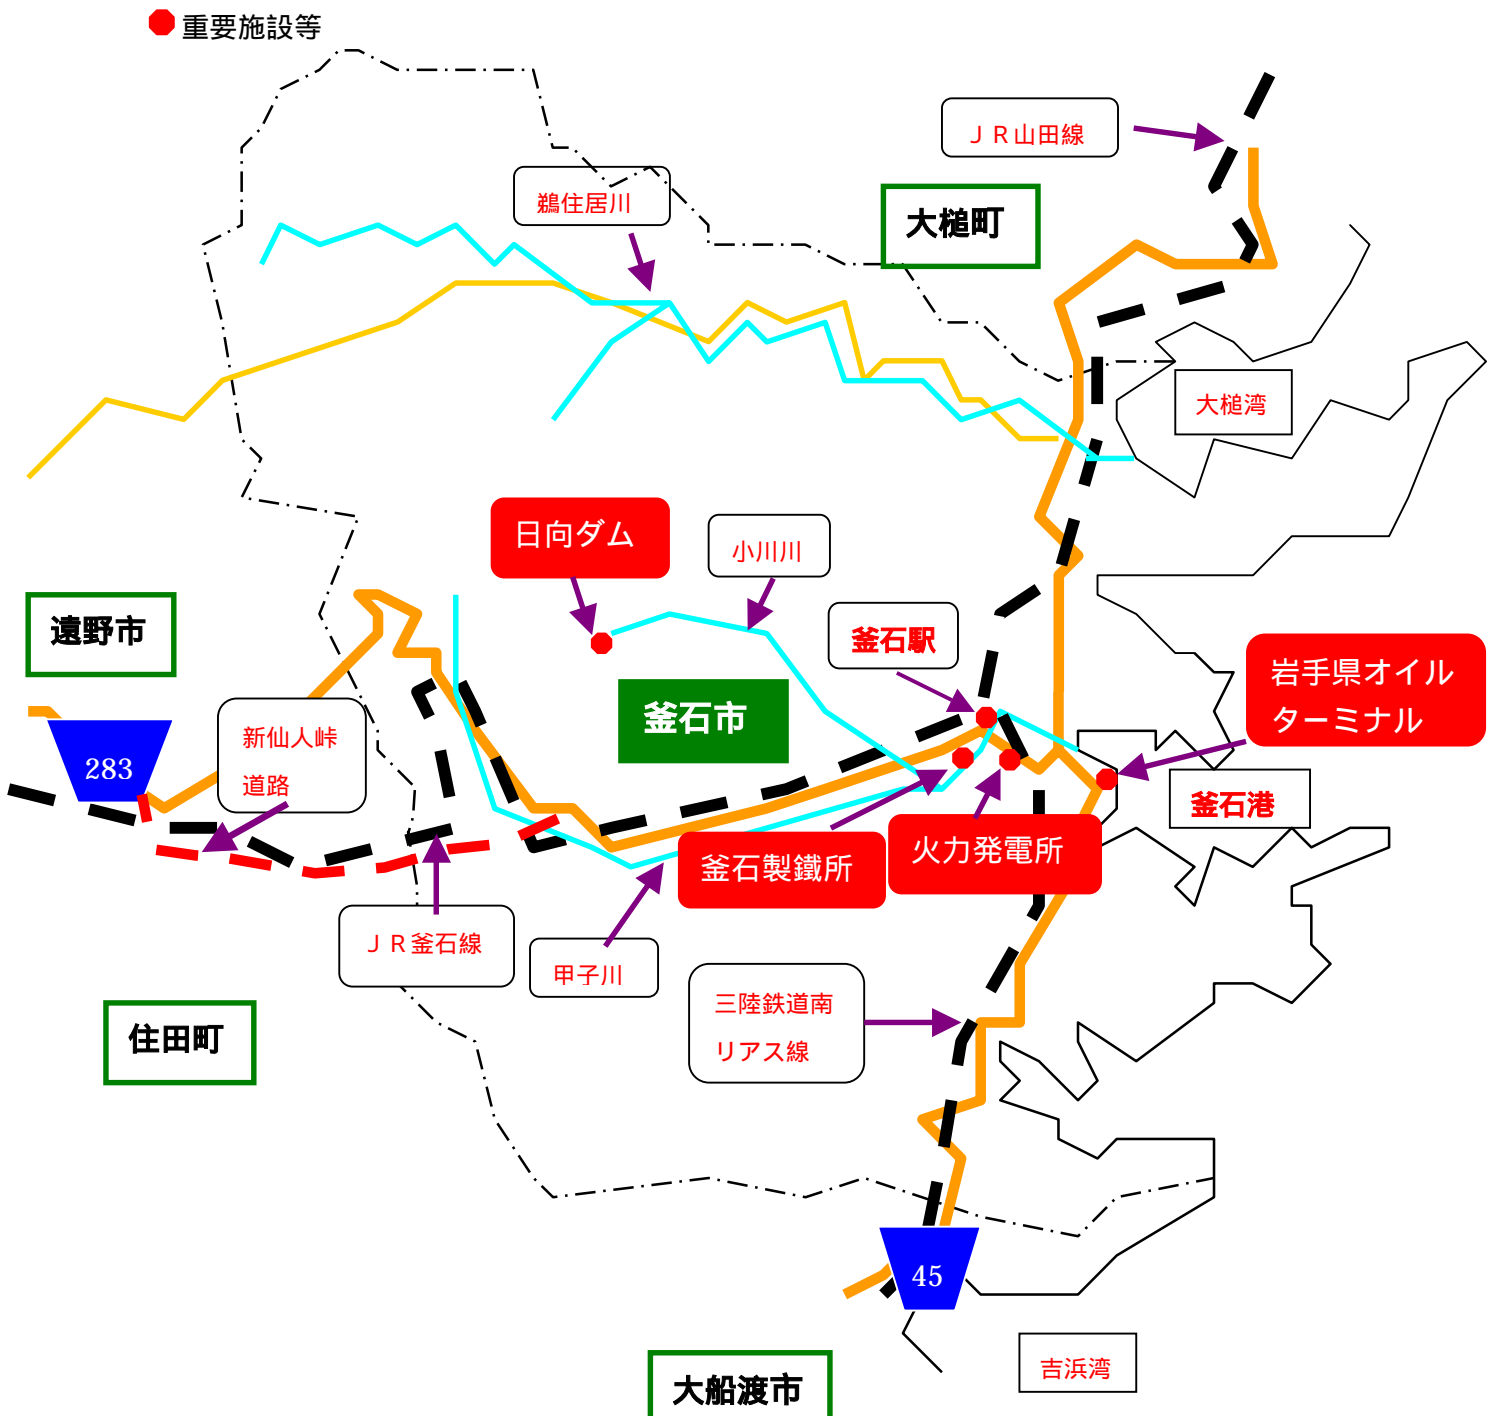 重要施設等
ＪＲ山田線
鵜住居川
大槌町
大槌湾
日向ダム
小川川
遠野市
釜石駅
岩手県オイル
ターミナル
釜石市
新仙人峠
道路
283
釜石港
火力発電所
釜石製鐵所
ＪＲ釜石線
甲子川
三陸鉄道南
リアス線
住田町
45
吉浜湾
大船渡市